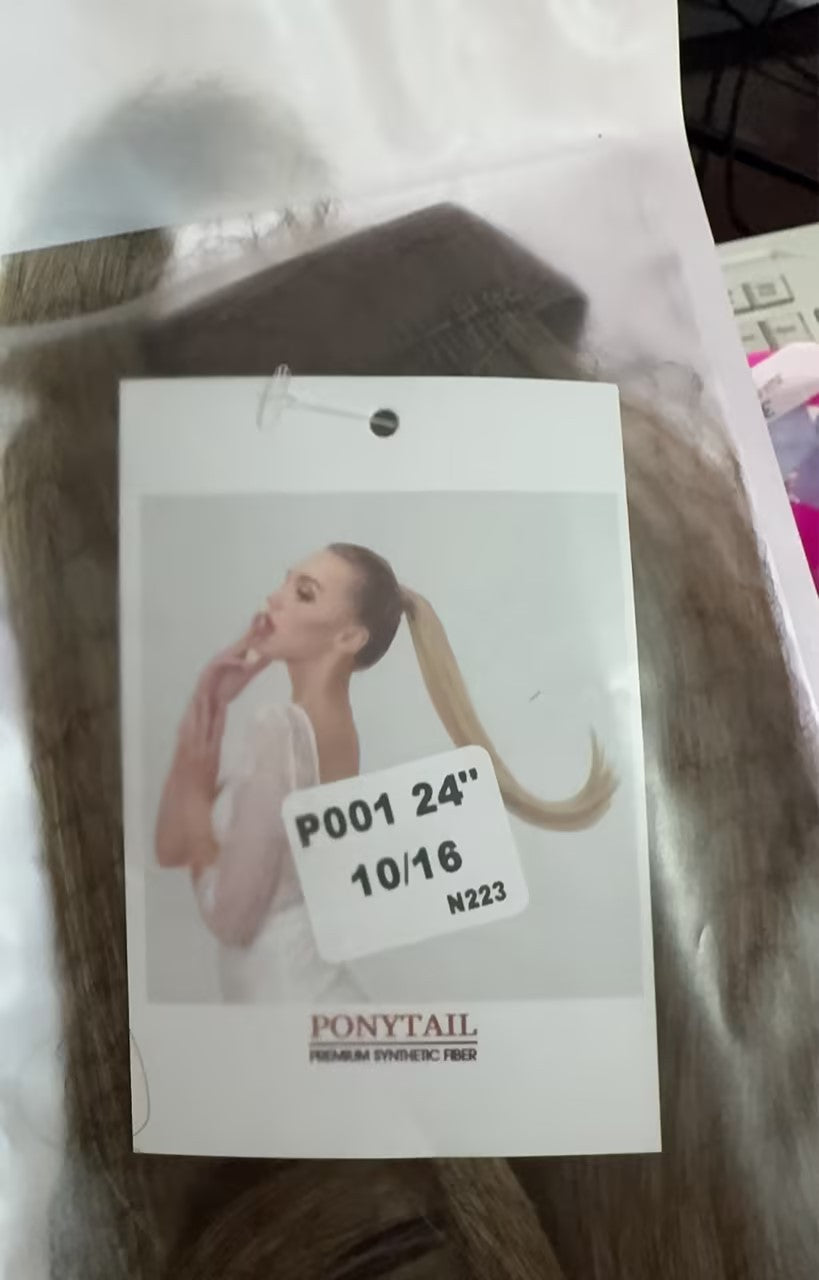 P001 24"
10/16
N223
PONYTAIL
PREMIUM SYNTHETIC FIBER